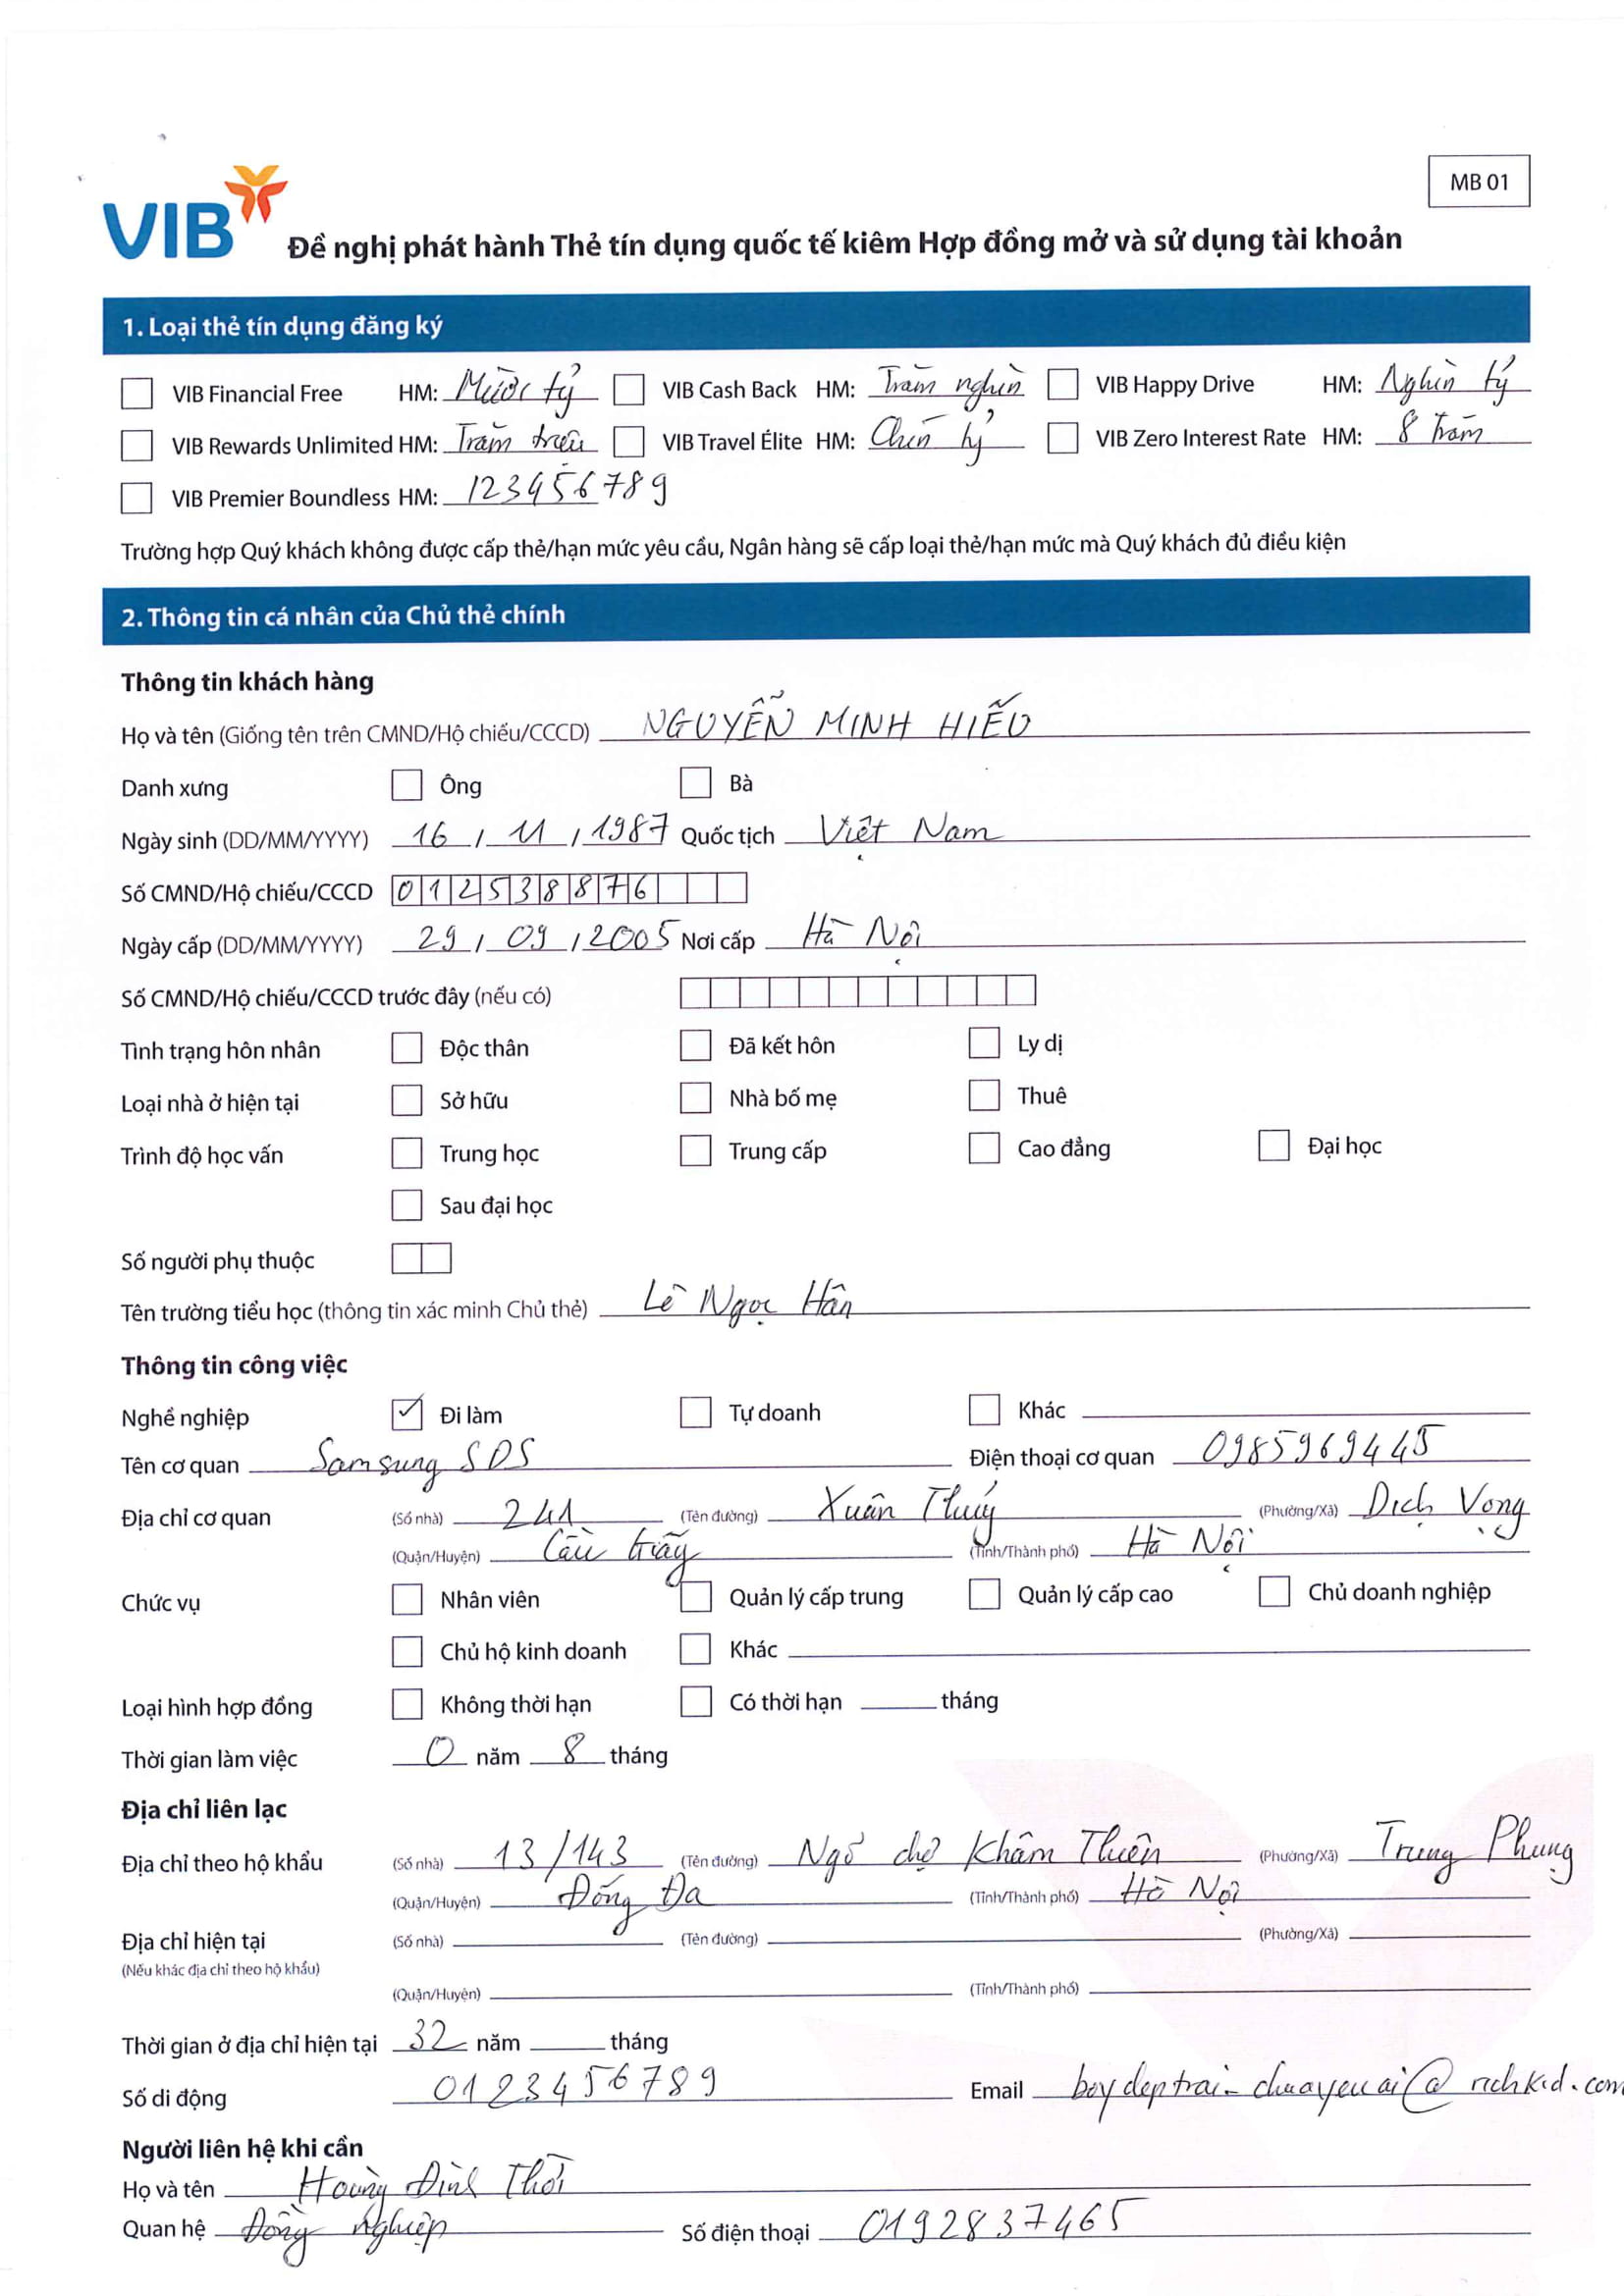 MB 01
VIB Đề nghị phát hành Thẻ tín dụng quốc tế kiêm Hợp đồng mở và sử dụng tài khoản
1. Loại thẻ tín dụng đăng ký
VIB Financial Free HM: Mười tỷ VIB Cash Back HM: Trăm nghìn VIB Happy Drive HM: Nghìn tỷ
VIB Rewards Unlimited HM: Trăm triệu VIB Travel Élite HM: Chín tỷ VIB Zero Interest Rate HM: 8 trăm
VIB Premier Boundless HM: 123456789
Trường hợp Quý khách không được cấp thẻ/hạn mức yêu cầu, Ngân hàng sẽ cấp loại thẻ/hạn mức mà Quý khách đủ điều kiện
2. Thông tin cá nhân của Chủ thẻ chính
Thông tin khách hàng
Họ và tên (Giống tên trên CMND/Hộ chiếu/CCCD) NGUYỄN MINH HIẾU
Danh xưng Ông Bà
Ngày sinh (DD/MM/YYYY) 16 / 11 / 1987 Quốc tịch Việt Nam
Số CMND/Hộ chiếu/CCCD 012538876
Ngày cấp (DD/MM/YYYY) 29 / 09 / 2005 Nơi cấp Hà Nội
Số CMND/Hộ chiếu/CCCD trước đây (nếu có)
Tình trạng hôn nhân Độc thân Đã kết hôn Ly dị
Loại nhà ở hiện tại Sở hữu Nhà bố mẹ Thuê
Trình độ học vấn Trung học Trung cấp Cao đẳng Đại học
Sau đại học
Số người phụ thuộc
Tên trường tiểu học (thông tin xác minh Chủ thẻ) Lê Ngọc Hân
Thông tin công việc
Nghề nghiệp Đi làm Tự doanh Khác
Tên cơ quan Samsung SDS Điện thoại cơ quan 0985969445
Địa chỉ cơ quan (Số nhà) 241 (Tên đường) Xuân Thuỷ (Phường/Xã) Dịch Vọng
(Quận/Huyện) Cầu Giấy (Tỉnh/Thành phố) Hà Nội
Chức vụ Nhân viên Quản lý cấp trung Quản lý cấp cao Chủ doanh nghiệp
Chủ hộ kinh doanh Khác
Loại hình hợp đồng Không thời hạn Có thời hạn tháng
Thời gian làm việc 0 năm 8 tháng
Địa chỉ liên lạc
Địa chỉ theo hộ khẩu (Số nhà) 13/143 (Tên đường) Ngõ chợ Khâm Thiên (Phường/Xã) Trung Phụng
(Quận/Huyện) Đống Đa (Tỉnh/Thành phố) Hà Nội
Địa chỉ hiện tại (Số nhà) (Tên đường) (Phường/Xã)
(Nếu khác địa chỉ theo hộ khẩu)
(Quận/Huyện) (Tỉnh/Thành phố)
Thời gian ở địa chỉ hiện tại 32 năm tháng
Số di động 0123456789 Email boydeptrai_chuayeuai@richkid.com
Người liên hệ khi cần
Họ và tên Hoàng Đình Thời
Quan hệ Đồng nghiệp Số điện thoại 0192837465